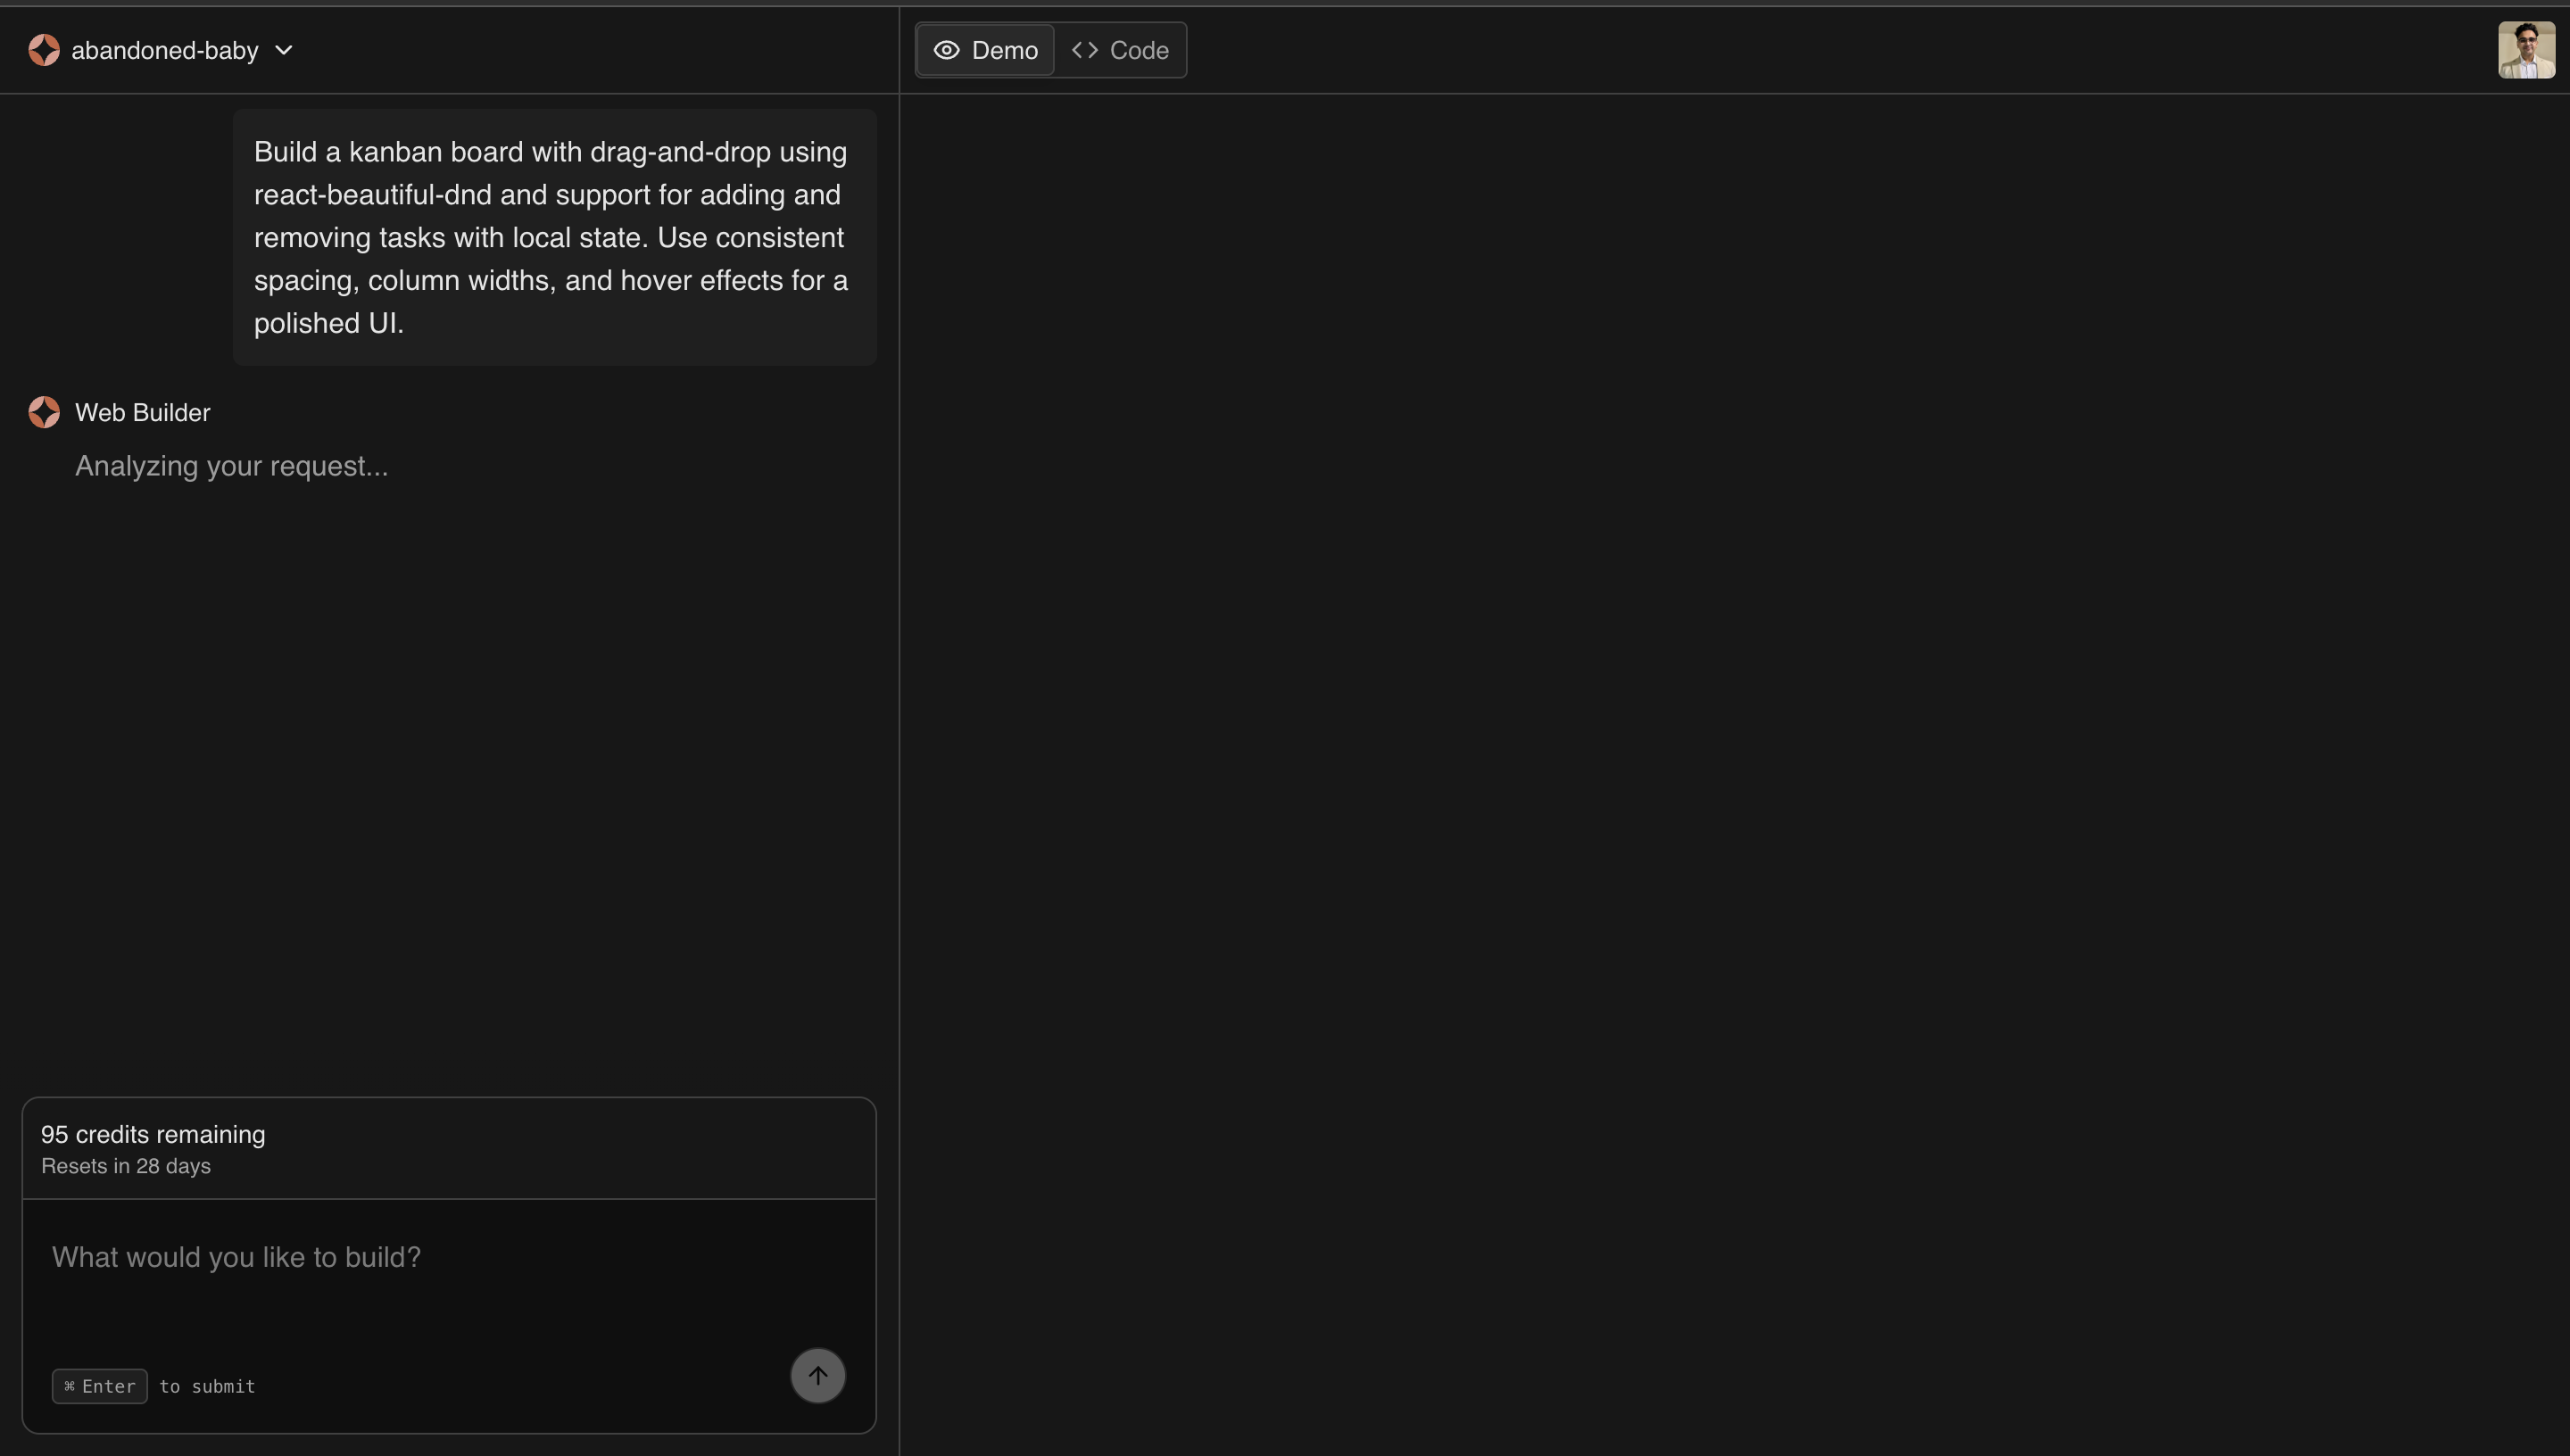 abandoned-baby
Demo
Code
Build a kanban board with drag-and-drop using
react-beautiful-dnd and support for adding and
removing tasks with local state. Use consistent
spacing, column widths, and hover effects for a
polished UI.
Web Builder
Analyzing your request...
95 credits remaining
Resets in 28 days
What would you like to build?
⌘ Enter to submit